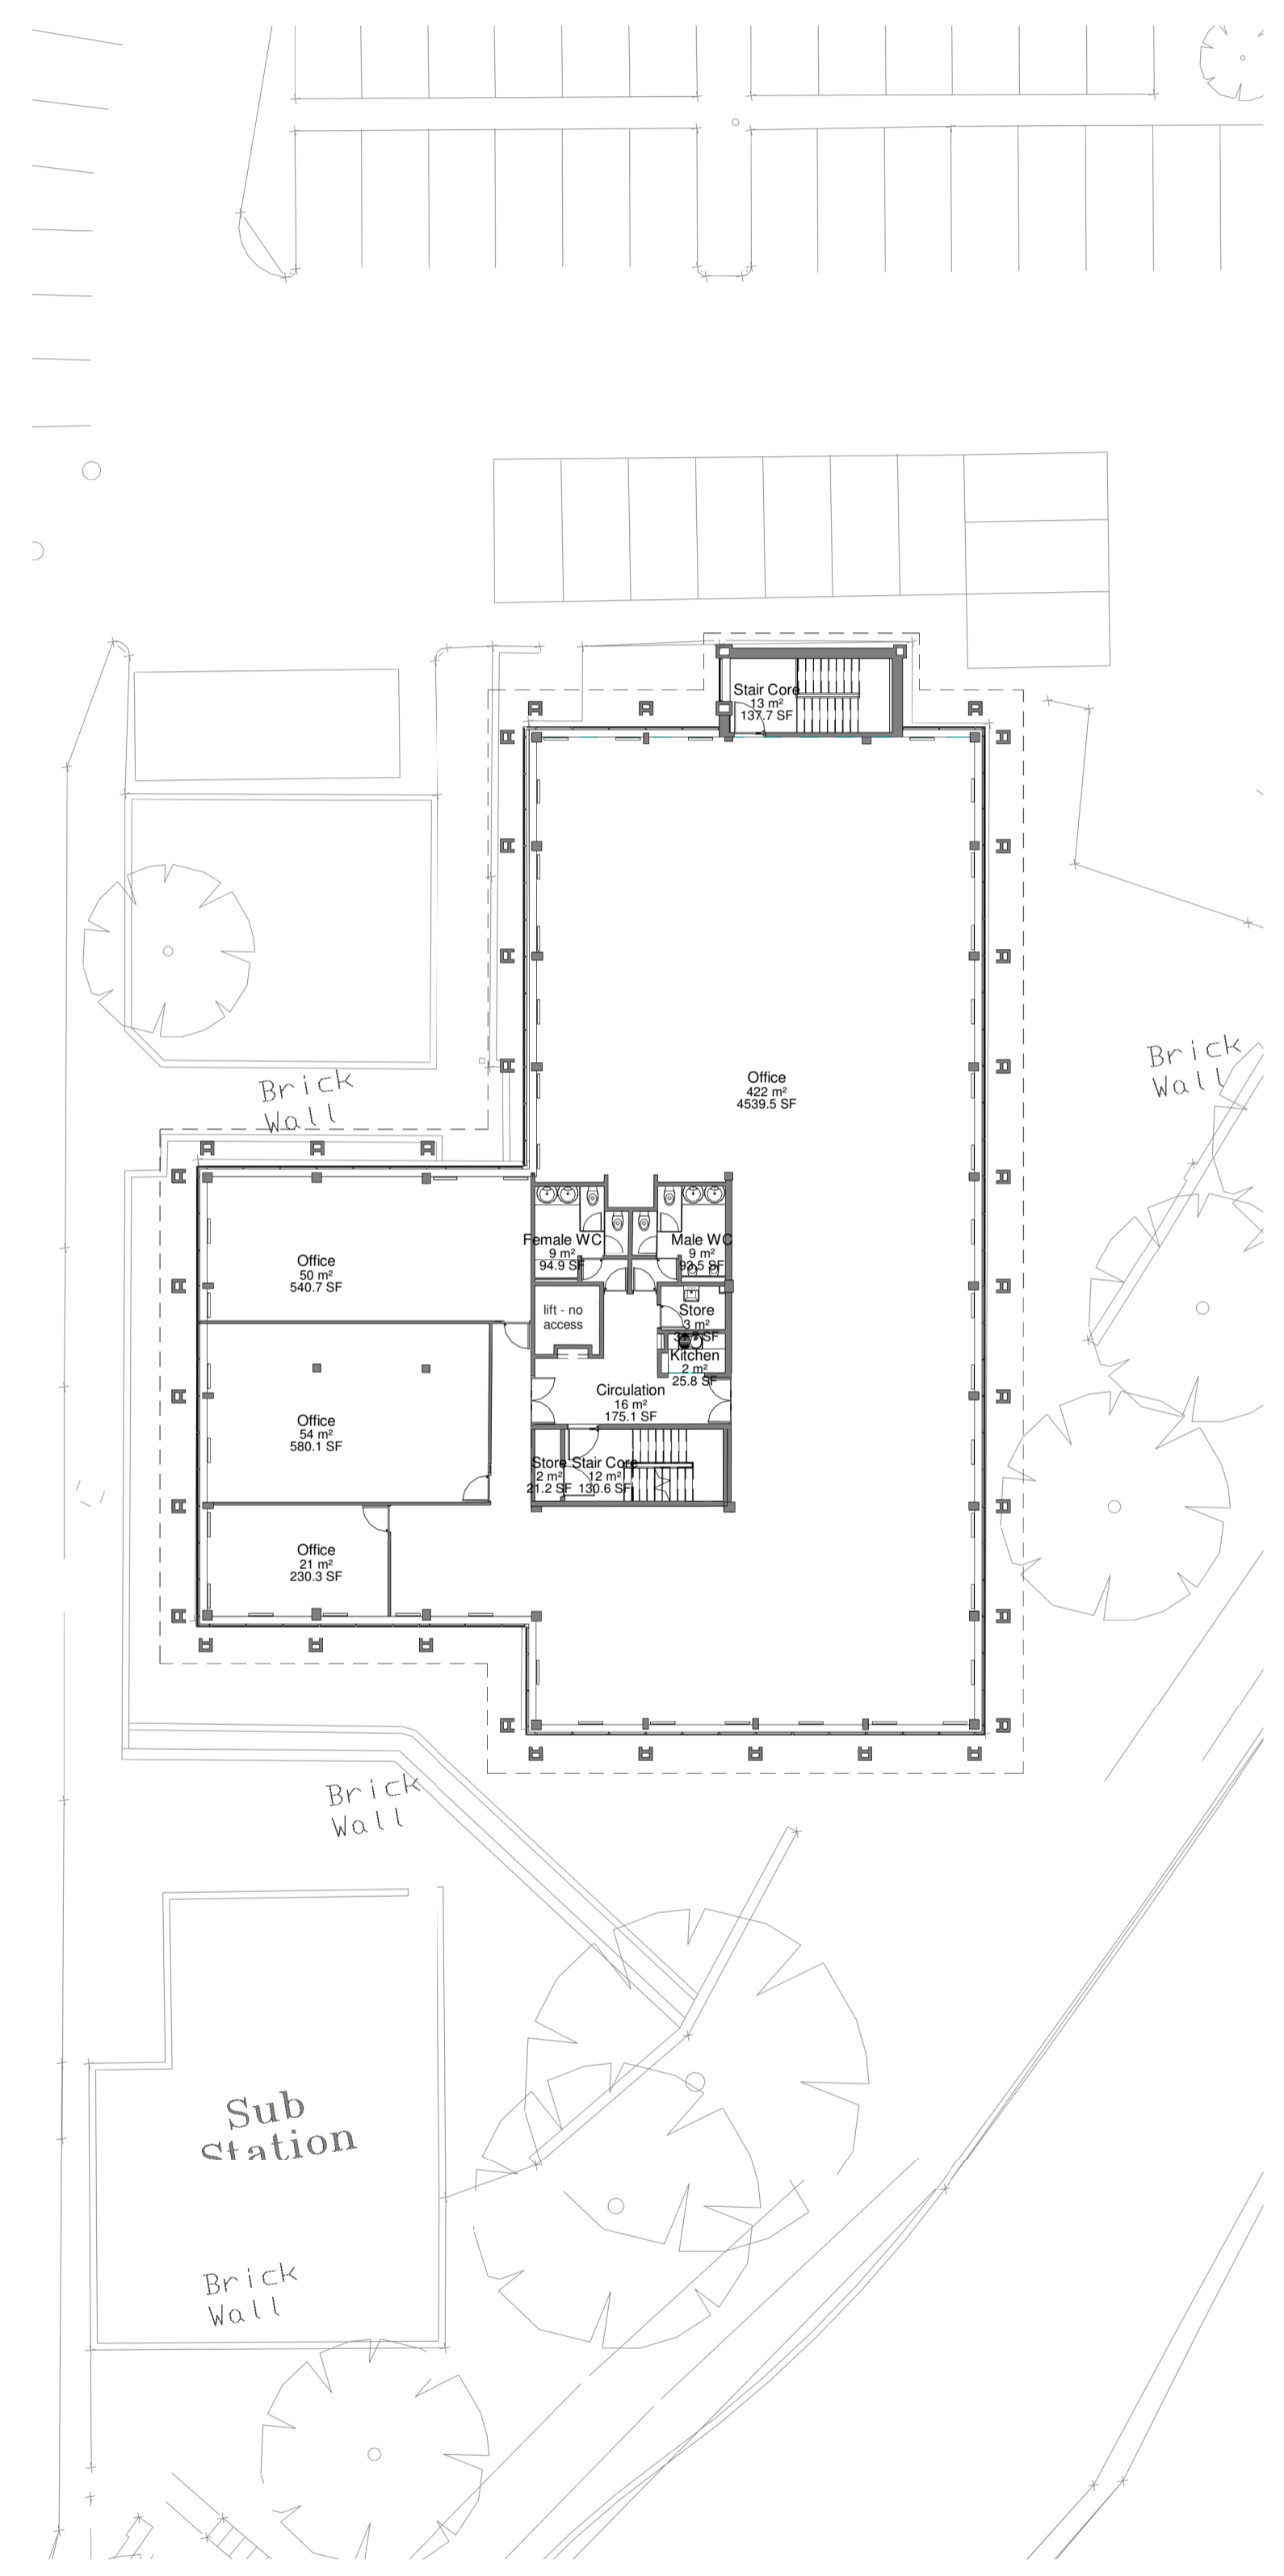 Stair Core
13 m²
137.7 SF
Brick
Wall
Office
422 m²
4539.5 SF
Brick
Wall
Female WC
9 m²
94.9 SF
Male WC
9 m²
93.5 SF
Office
50 m²
540.7 SF
lift - no
access
Store
3 m²
SF
Kitchen
2 m²
25.8 SF
Circulation
16 m²
175.1 SF
Office
54 m²
580.1 SF
Store
2 m²
21.2 SF
Stair Core
12 m²
130.6 SF
Office
21 m²
230.3 SF
Brick
Wall
Sub
Station
Brick
Wall